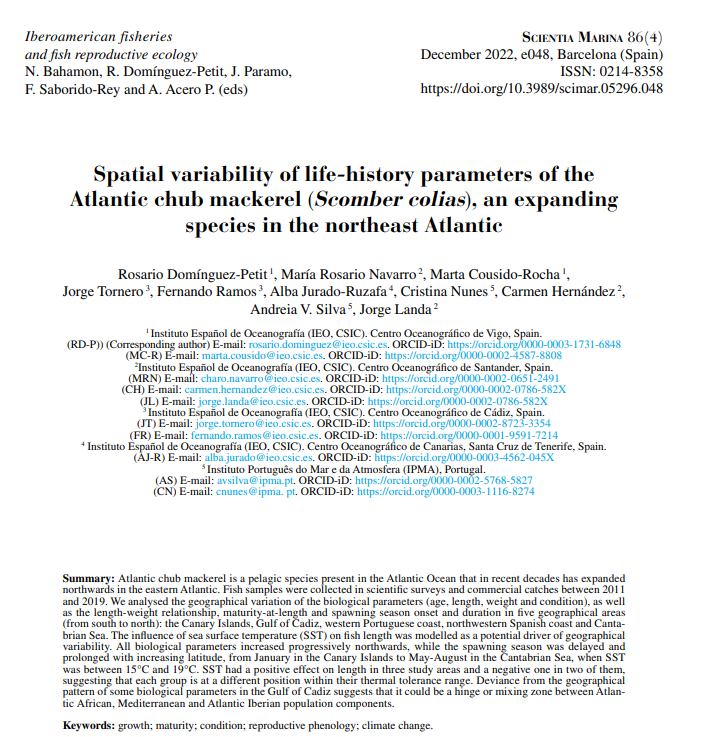 Iberoamerican fisheries
and fish reproductive ecology
N. Bahamon, R. Domínguez-Petit, J. Paramo,
F. Saborido-Rey and A. Acero P. (eds)
Scientia Marina 86(4)
December 2022, e048, Barcelona (Spain)
ISSN: 0214-8358
https://doi.org/10.3989/scimar.05296.048
Spatial variability of life-history parameters of the
Atlantic chub mackerel (Scomber colias), an expanding
species in the northeast Atlantic
Rosario Domínguez-Petit 1, María Rosario Navarro 2, Marta Cousido-Rocha 1,
Jorge Tornero 3, Fernando Ramos 3, Alba Jurado-Ruzafa 4, Cristina Nunes 5, Carmen Hernández 2,
Andreia V. Silva 5, Jorge Landa 2
1 Instituto Español de Oceanografía (IEO, CSIC). Centro Oceanográfico de Vigo, Spain.
(RD-P)) (Corresponding author) E-mail: rosario.dominguez@ieo.csic.es. ORCID-iD: https://orcid.org/0000-0003-1731-6848
(MC-R) E-mail: marta.cousido@ieo.csic.es. ORCID-iD: https://orcid.org/0000-0002-4587-8808
2Instituto Español de Oceanografía (IEO, CSIC). Centro Oceanográfico de Santander, Spain.
(MRN) E-mail: charo.navarro@ieo.csic.es. ORCID-iD: https://orcid.org/0000-0002-0651-2491
(CH) E-mail: carmen.hernandez@ieo.csic.es. ORCID-iD: https://orcid.org/0000-0002-0786-582X
(JL) E-mail: jorge.landa@ieo.csic.es. ORCID-iD: https://orcid.org/0000-0002-0786-582X
3 Instituto Español de Oceanografía (IEO, CSIC). Centro Oceanográfico de Cádiz, Spain.
(JT) E-mail: jorge.tornero@ieo.csic.es. ORCID-iD: https://orcid.org/0000-0002-8723-3354
(FR) E-mail: fernando.ramos@ieo.csic.es. ORCID-iD: https://orcid.org/0000-0001-9591-7214
4 Instituto Español de Oceanografía (IEO, CSIC). Centro Oceanográfico de Canarias, Santa Cruz de Tenerife, Spain.
(AJ-R) E-mail: alba.jurado@ieo.csic.es. ORCID-iD: https://orcid.org/0000-0003-4562-045X
5 Instituto Português do Mar e da Atmosfera (IPMA), Portugal.
(AS) E-mail: avsilva@ipma.pt. ORCID-iD: https://orcid.org/0000-0002-5768-5827
(CN) E-mail: cnunes@ipma, pt. ORCID-iD: https://orcid.org/0000-0003-1116-8274
Summary: Atlantic chub mackerel is a pelagic species present in the Atlantic Ocean that in recent decades has expanded
northwards in the eastern Atlantic. Fish samples were collected in scientific surveys and commercial catches between 2011
and 2019. We analysed the geographical variation of the biological parameters (age, length, weight and condition), as well
as the length-weight relationship, maturity-at-length and spawning season onset and duration in five geographical areas
(from south to north): the Canary Islands, Gulf of Cadiz, western Portuguese coast, northwestern Spanish coast and Canta-
brian Sea. The influence of sea surface temperature (SST) on fish length was modelled as a potential driver of geographical
variability. All biological parameters increased progressively northwards, while the spawning season was delayed and
prolonged with increasing latitude, from January in the Canary Islands to May-August in the Cantabrian Sea, when SST
was between 15°C and 19°C. SST had a positive effect on length in three study areas and a negative one in two of them,
suggesting that each group is at a different position within their thermal tolerance range. Deviance from the geographical
pattern of some biological parameters in the Gulf of Cadiz suggests that it could be a hinge or mixing zone between Atlan-
tic African, Mediterranean and Atlantic Iberian population components.
Keywords: growth; maturity; condition; reproductive phenology; climate change.